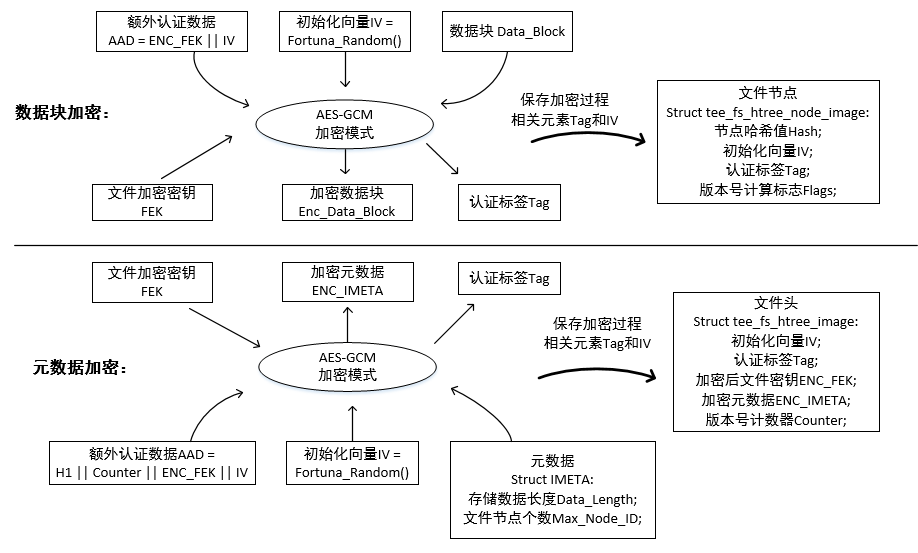 额外认证数据
AAD = ENC_FEK || IV
初始化向量IV =
Fortuna_Random()
数据块 Data_Block
数据块加密：
AES-GCM
加密模式
保存加密过程
相关元素Tag和IV
文件节点
Struct tee_fs_htree_node_image:
节点哈希值Hash;
初始化向量IV;
认证标签Tag;
版本号计算标志Flags;
文件加密密钥
FEK
加密数据块
Enc_Data_Block
认证标签Tag
文件加密密钥
FEK
加密元数据
ENC_IMETA
认证标签Tag
元数据加密：
AES-GCM
加密模式
保存加密过程
相关元素Tag和IV
文件头
Struct tee_fs_htree_image:
初始化向量IV;
认证标签Tag;
加密后文件密钥ENC_FEK;
加密元数据ENC_IMETA;
版本号计数器Counter;
额外认证数据AAD =
H1 || Counter || ENC_FEK || IV
初始化向量IV =
Fortuna_Random()
元数据
Struct IMETA:
存储数据长度Data_Length;
文件节点个数Max_Node_ID;